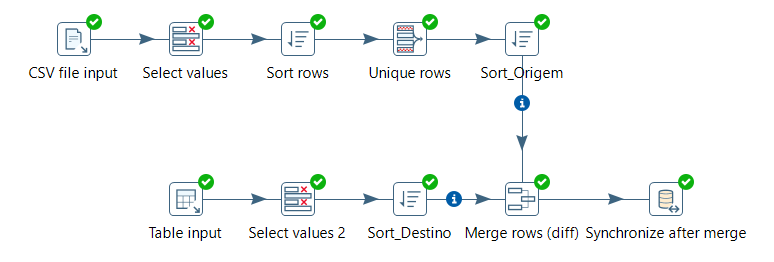 CSV file input
Select values
Sort rows
Unique rows
Sort_Origem
Table input
Select values 2
Sort_Destino
Merge rows (diff)
Synchronize after merge